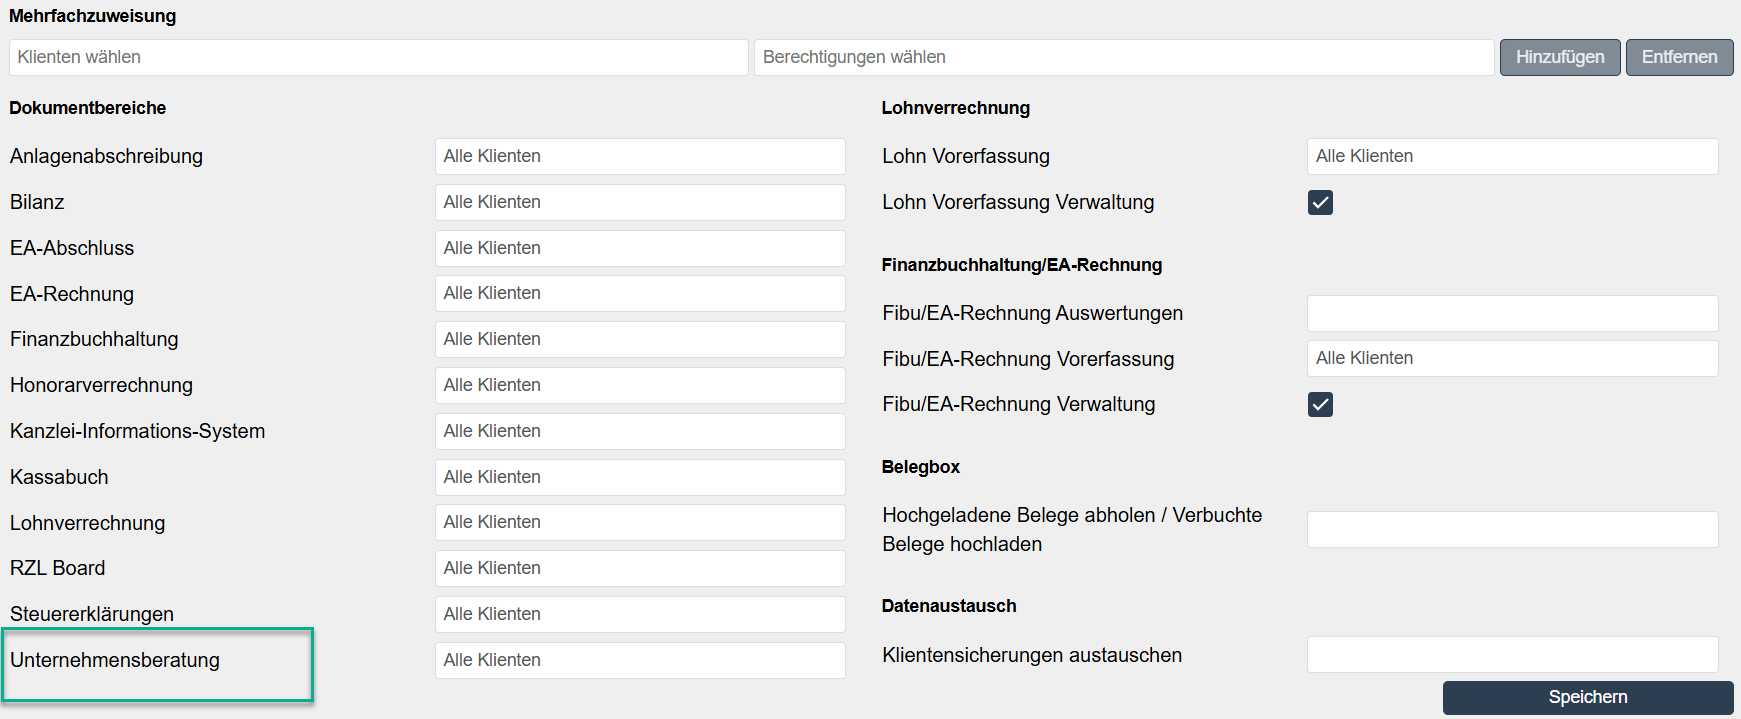 Mehrfachzuweisung
Klienten wählen
Berechtigungen wählen
Hinzufügen
Entfernen
Dokumentbereiche
Anlagenabschreibung Alle Klienten
Bilanz Alle Klienten
EA-Abschluss Alle Klienten
EA-Rechnung Alle Klienten
Finanzbuchhaltung Alle Klienten
Honorarverrechnung Alle Klienten
Kanzlei-Informations-System Alle Klienten
Kassabuch Alle Klienten
Lohnverrechnung Alle Klienten
RZL Board Alle Klienten
Steuererklärungen Alle Klienten
Unternehmensberatung Alle Klienten
Lohnverrechnung
Lohn Vorerfassung Alle Klienten
Lohn Vorerfassung Verwaltung
Finanzbuchhaltung/EA-Rechnung
Fibu/EA-Rechnung Auswertungen
Fibu/EA-Rechnung Vorerfassung Alle Klienten
Fibu/EA-Rechnung Verwaltung
Belegbox
Hochgeladene Belege abholen / Verbuchte
Belege hochladen
Datenaustausch
Klientensicherungen austauschen
Speichern